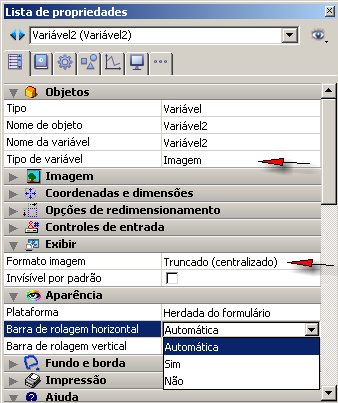 Lista de propriedades
Variável2 (Variável2)
Objetos
Tipo Variável
Nome de objeto Variável2
Nome da variável Variável2
Tipo de variável Imagem
Imagem
Coordenadas e dimensões
Opções de redimensionamento
Controles de entrada
Exibir
Formato imagem Truncado (centralizado)
Invisível por padrão
Aparência
Plataforma Herdada do formulário
Barra de rolagem horizontal Automática
Barra de rolagem vertical Automática
Sim
Fundo e borda
Não
Impressão
Ajuda